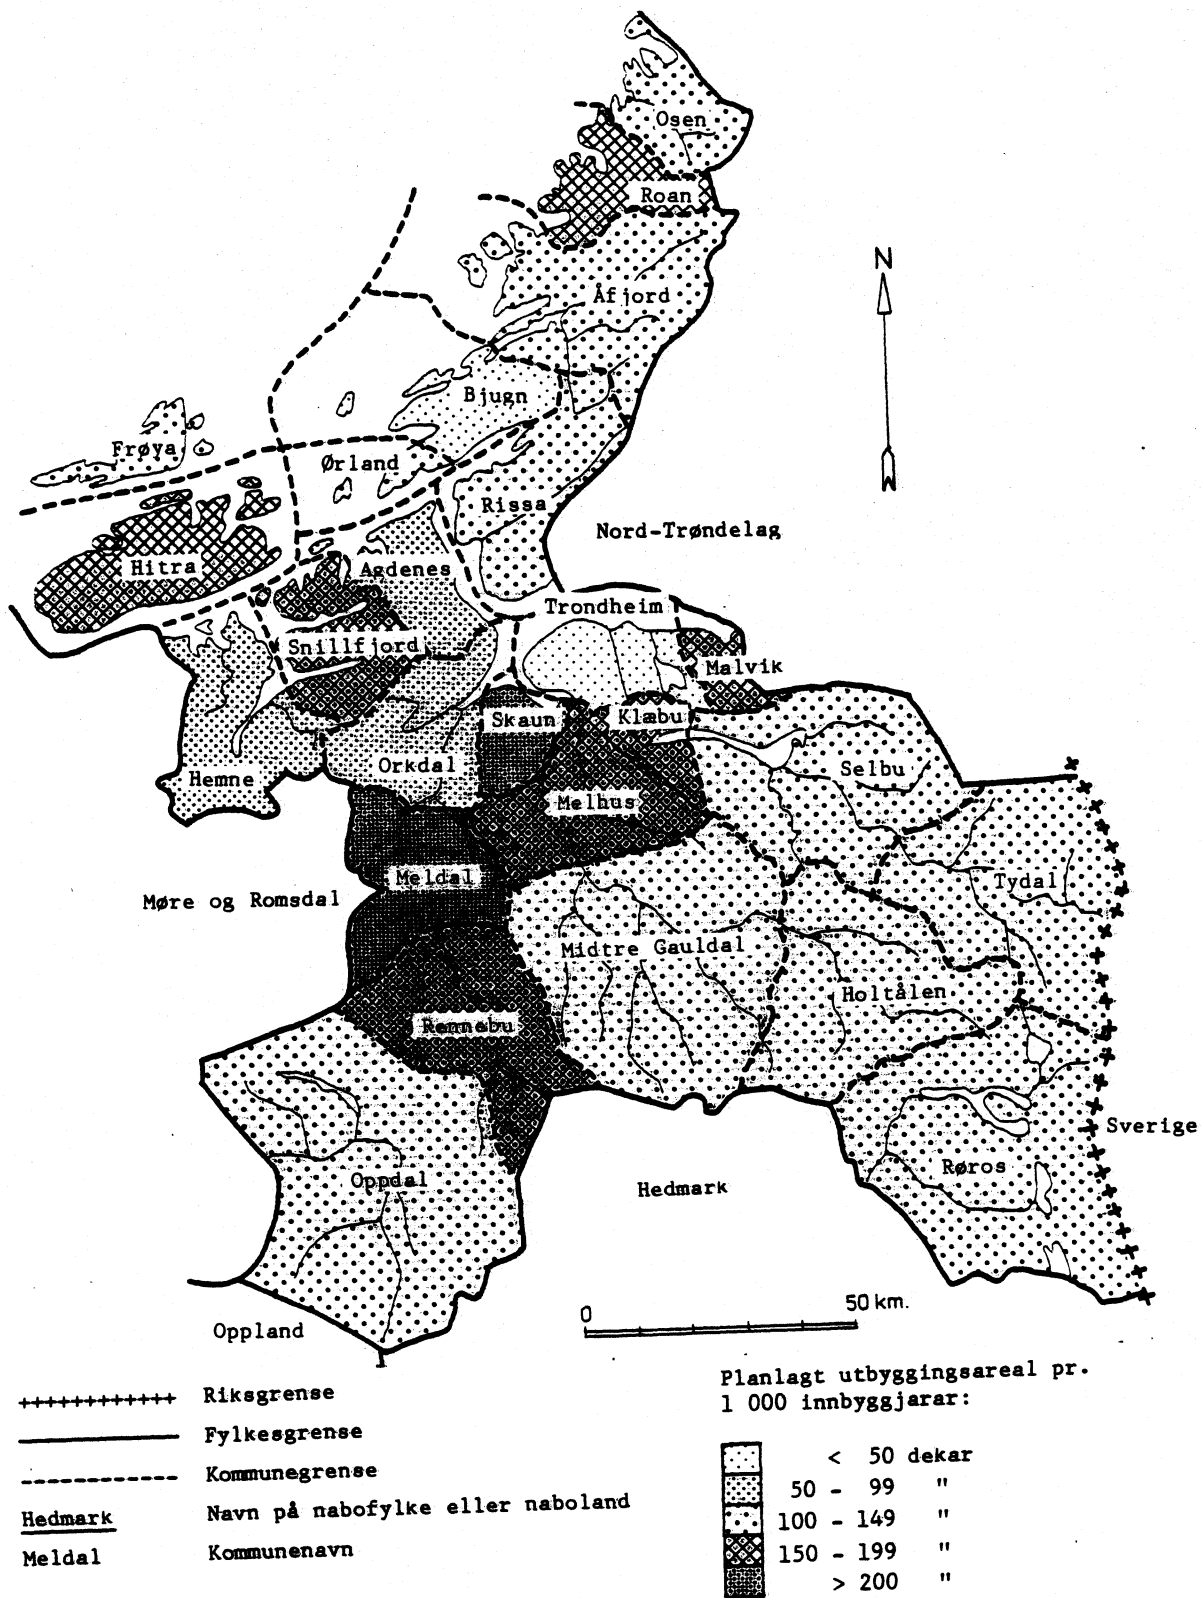 Osen
Roan
N
Åfjord
Bjugn
Frøya
Ørland
Rissa
Nord-Trøndelag
Hitra
Agdenes
Trondheim
Snillfjord
Malvik
Skaun
Klæbu
Orkdal
Selbu
Hemne
Melhus
Meldal
Tydal
Møre og Romsdal
Midtre Gauldal
Holtålen
Rennebu
Sverige
Røros
Oppdal
Hedmark
0 50 km.
Oppland
Riksgrense
Fylkesgrense
Kommunegrense
Hedmark Navn på nabofylke eller naboland
Meldal Kommunenavn
Planlagt utbyggingsareal pr.
1 000 innbyggjarar:
< 50 dekar
50 - 99 "
100 - 149 "
150 - 199 "
> 200 "